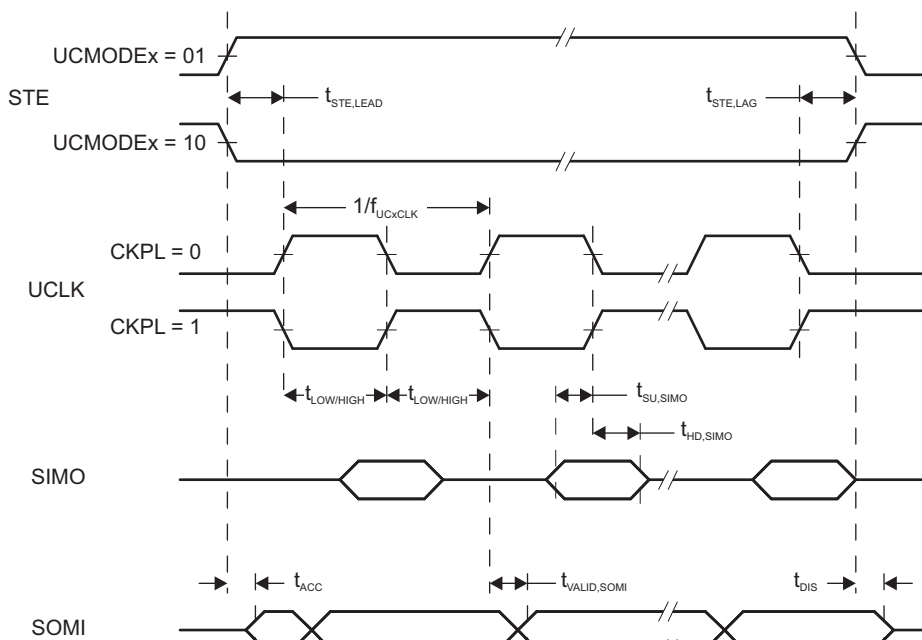 UCMODEx = 01
STE
tSTE,LEAD
tSTE,LAG
UCMODEx = 10
1/fUCxCLK
CKPL = 0
UCLK
CKPL = 1
tLOW/HIGH
tLOW/HIGH
tSU,SIMO
tHD,SIMO
SIMO
tACC
tVALID,SOMI
tDIS
SOMI